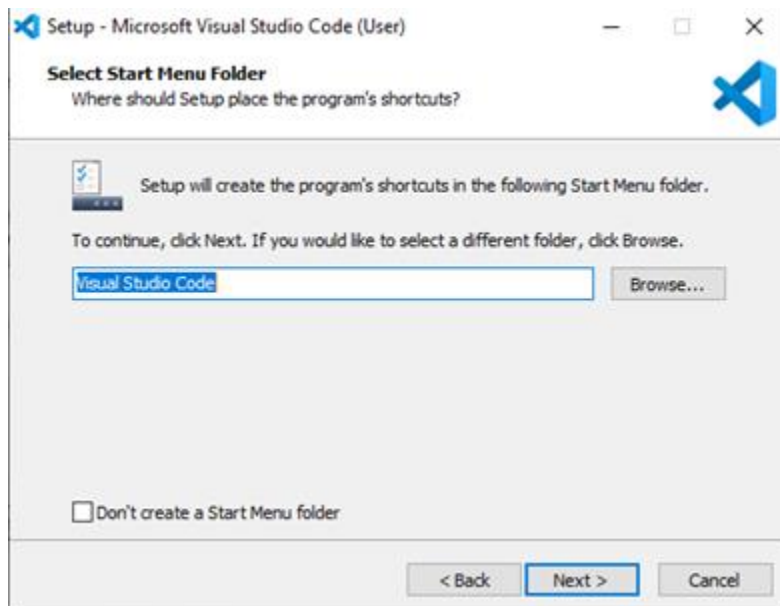 Setup - Microsoft Visual Studio Code (User)
Select Start Menu Folder
Where should Setup place the program's shortcuts?
Setup will create the program's shortcuts in the following Start Menu folder.
To continue, click Next. If you would like to select a different folder, click Browse.
Visual Studio Code
Browse...
Don't create a Start Menu folder
< Back
Next >
Cancel